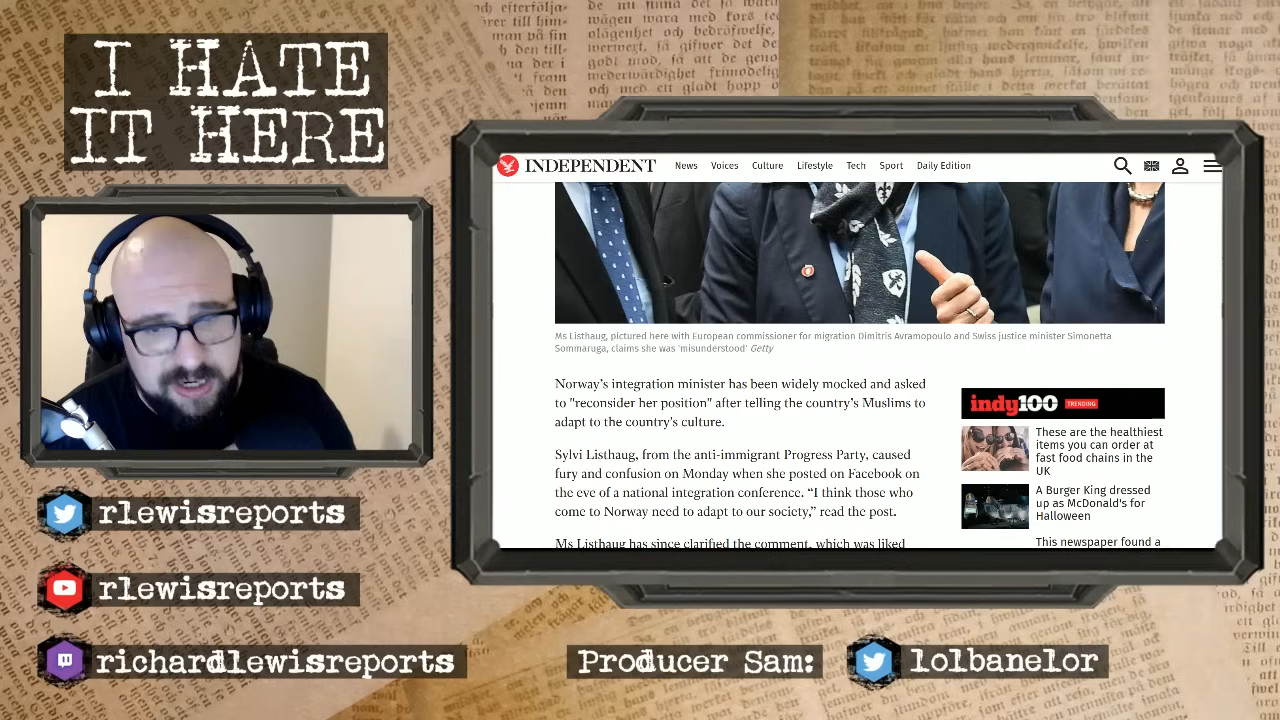 I HATE
IT HERE
INDEPENDENT
News Voices Culture Lifestyle Tech Sport Daily Edition
Ms Listhaug, pictured here with European commissioner for migration Dimitris Avramopoulo and Swiss justice minister Simonetta
Sommaruga, claims she was 'misunderstood' Getty
Norway's integration minister has been widely mocked and asked
to "reconsider her position" after telling the country's Muslims to
adapt to the country's culture.
Sylvi Listhaug, from the anti-immigrant Progress Party, caused
fury and confusion on Monday when she posted on Facebook on
the eve of a national integration conference. “I think those who
come to Norway need to adapt to our society,” read the post.
Ms Listhaug has since clarified the comment, which was liked
indy100 TRENDING
These are the healthiest
items you can order at
fast food chains in the
UK
A Burger King dressed
up as McDonald's for
Halloween
This newspaper found a
rlewisreports
rlewisreports
richardlewisreports
Producer Sam: lolbanelor